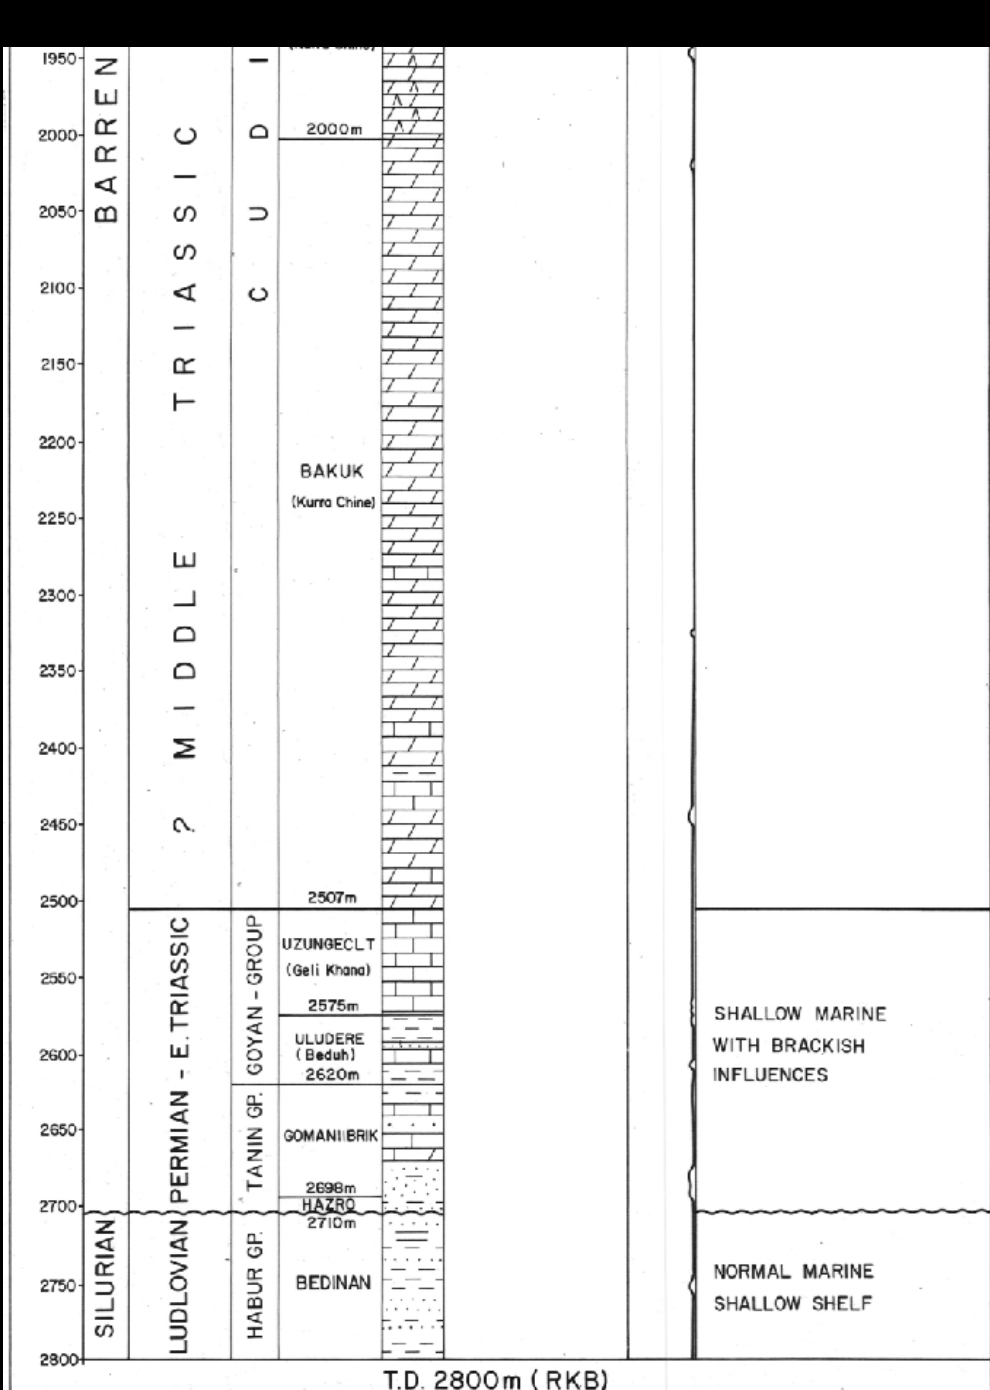 1950
2000
2050
2100
2150
2200
2250
2300
2350
2400
2450
2500
2550
2600
2650
2700
2750
2800
BARREN
SILURIAN
? MIDDLE TRIASSIC
PERMIAN - E. TRIASSIC
LUDLOVIAN
CUDI
GOYAN - GROUP
TANIN GP.
HABUR GP.
2000m
BAKUK
(Kurra Chine)
2507m
UZUNGECLT
(Geli Khana)
2575m
ULUDERE
(Beduh)
2620m
GOMANIIBRIK
2698m
HAZRO
2710m
BEDINAN
SHALLOW MARINE
WITH BRACKISH
INFLUENCES
NORMAL MARINE
SHALLOW SHELF
T.D. 2800m (RKB)